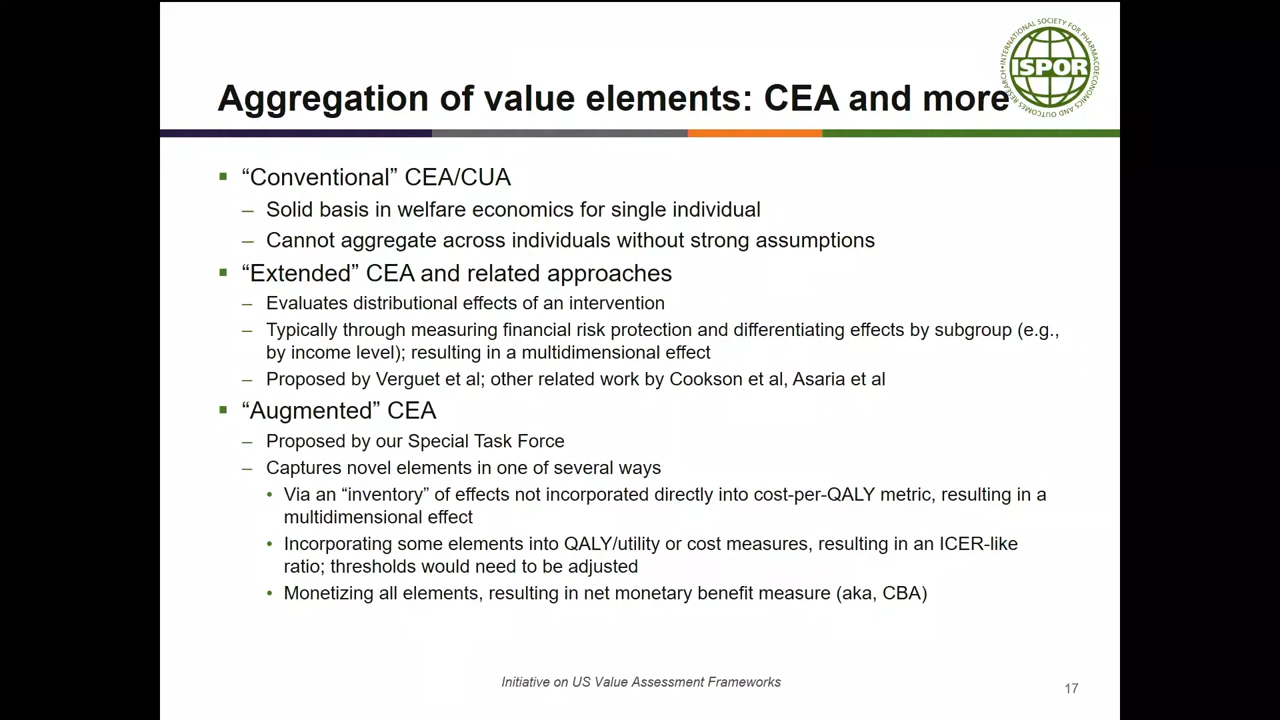 INTERNATIONAL SOCIETY FOR PHARMACOECONOMICS AND OUTCOMES RESEARCH
ISPOR
Aggregation of value elements: CEA and more
▪ “Conventional” CEA/CUA
– Solid basis in welfare economics for single individual
– Cannot aggregate across individuals without strong assumptions
▪ “Extended” CEA and related approaches
– Evaluates distributional effects of an intervention
– Typically through measuring financial risk protection and differentiating effects by subgroup (e.g.,
by income level); resulting in a multidimensional effect
– Proposed by Verguet et al; other related work by Cookson et al, Asaria et al
▪ “Augmented” CEA
– Proposed by our Special Task Force
– Captures novel elements in one of several ways
• Via an “inventory” of effects not incorporated directly into cost-per-QALY metric, resulting in a
multidimensional effect
• Incorporating some elements into QALY/utility or cost measures, resulting in an ICER-like
ratio; thresholds would need to be adjusted
• Monetizing all elements, resulting in net monetary benefit measure (aka, CBA)
Initiative on US Value Assessment Frameworks
17